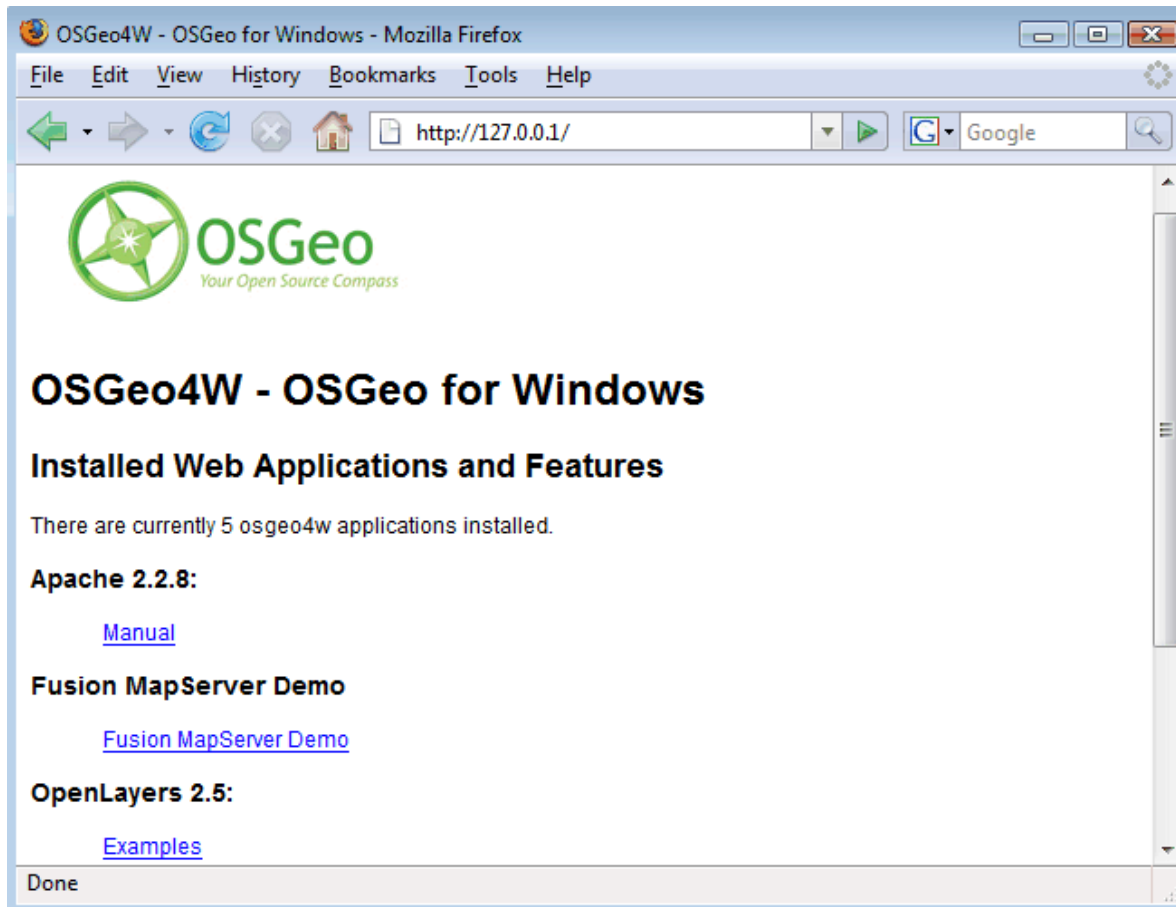 OSGeo4W - OSGeo for Windows - Mozilla Firefox
File Edit View History Bookmarks Tools Help
http://127.0.0.1/ G Google
OSGeo
Your Open Source Compass
OSGeo4W - OSGeo for Windows
Installed Web Applications and Features
There are currently 5 osgeo4w applications installed.
Apache 2.2.8:
Manual
Fusion MapServer Demo
Fusion MapServer Demo
OpenLayers 2.5:
Examples
Done